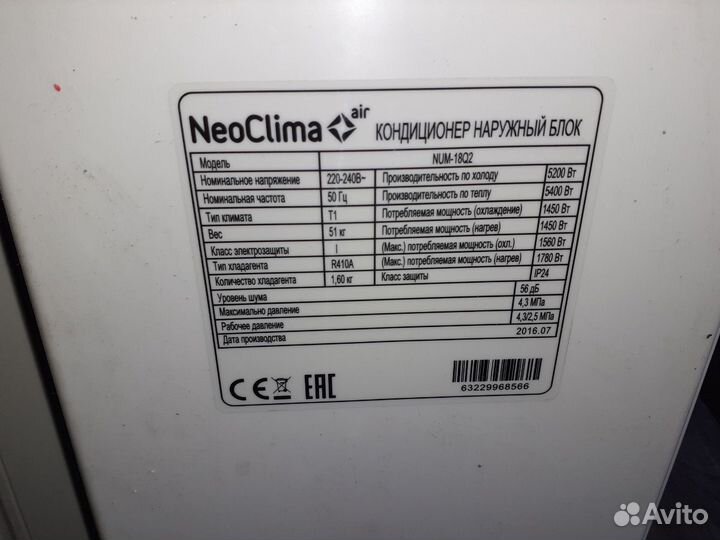 NeoClima air КОНДИЦИОНЕР НАРУЖНЫЙ БЛОК
Модель NUM-18Q2
Номинальное напряжение 220-240В~ Производительность по холоду 5200 Вт
Номинальная частота 50 Гц Производительность по теплу 5400 Вт
Тип климата T1 Потребляемая мощность (охлаждение) 1450 Вт
Вес 51 кг Потребляемая мощность (нагрев) 1450 Вт
Класс электрозащиты I (Макс.) потребляемая мощность (охл.) 1560 Вт
Тип хладагента R410A (Макс.) потребляемая мощность (нагрев) 1780 Вт
Количество хладагента 1,60 кг Класс защиты IP24
Уровень шума 56 дБ
Максимально давление 4,3 МПа
Рабочее давление 4,3/2,5 МПа
Дата производства 2016.07
CE EAC
63229968566
Avito